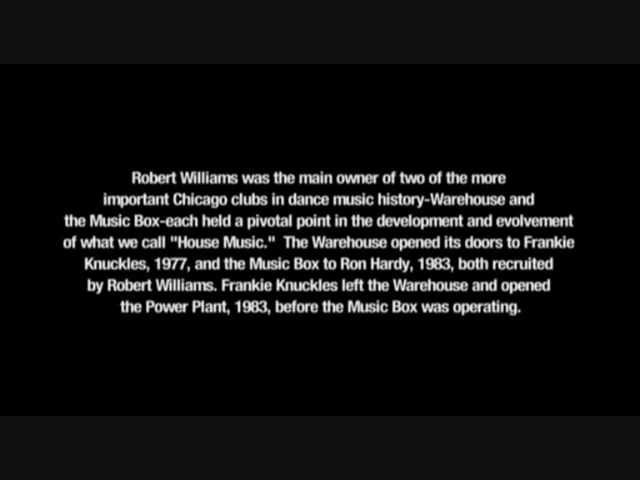 Robert Williams was the main owner of two of the more
important Chicago clubs in dance music history-Warehouse and
the Music Box-each held a pivotal point in the development and evolvement
of what we call "House Music."  The Warehouse opened its doors to Frankie
Knuckles, 1977, and the Music Box to Ron Hardy, 1983, both recruited
by Robert Williams. Frankie Knuckles left the Warehouse and opened
the Power Plant, 1983, before the Music Box was operating.